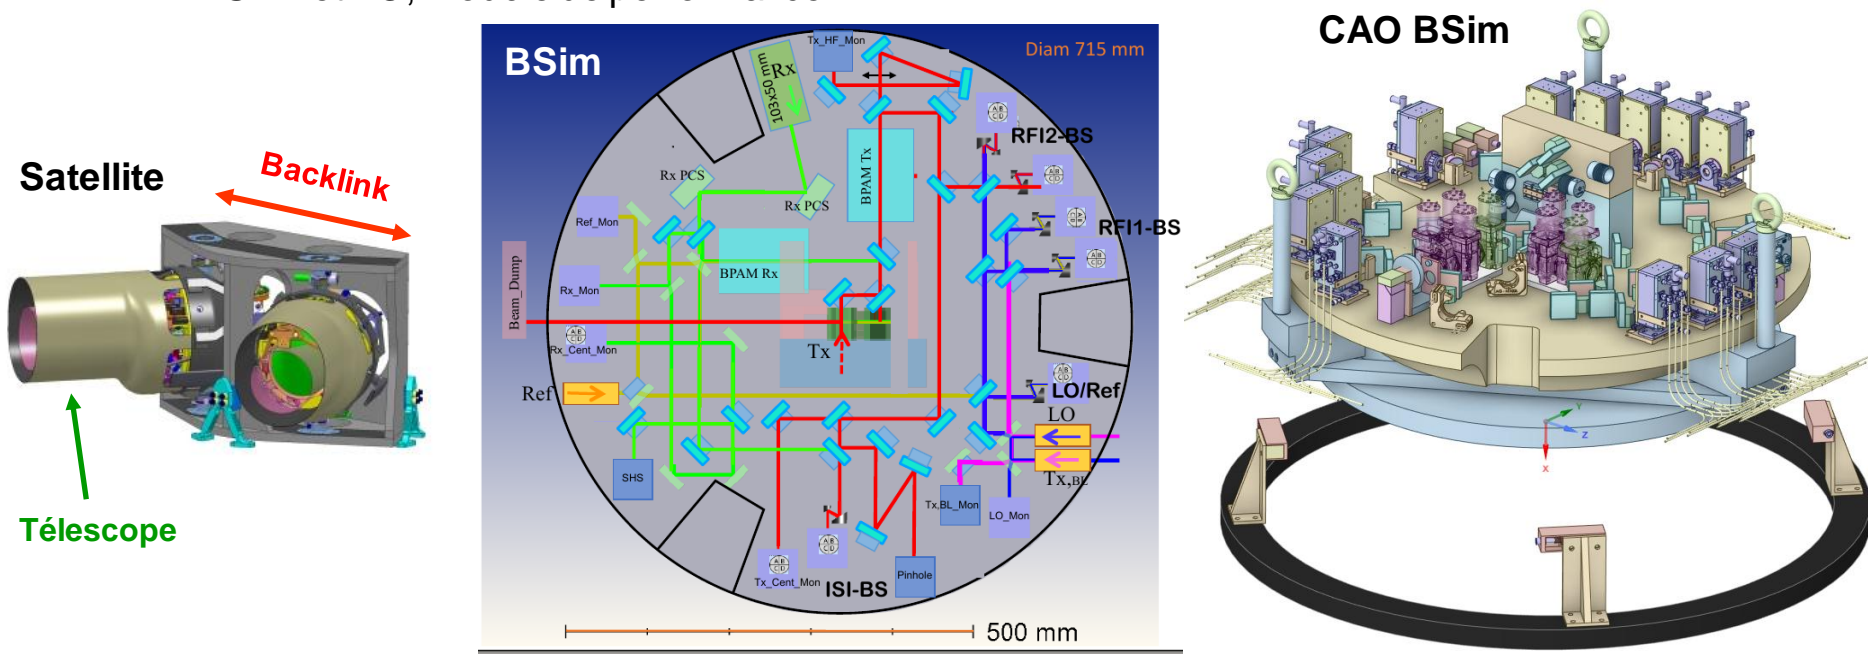 CAO BSim
BSim
Diam 715 mm
Tx_HF_Mon
Rx
103x50 mm
A B
C D
RFI2-BS
BPAM Tx
Rx PCS
Rx PCS
Satellite
Backlink
Ref_Mon
RFI1-BS
BPAM Rx
Rx_Mon
Beam_Dump
Rx_Cent_Mon
Tx
Ref
LO/Ref
LO
Tx,BL
SHS
Tx,BL_Mon
LO_Mon
Télescope
Tx_Cent_Mon
ISI-BS
Pinhole
500 mm
Y
Z
X